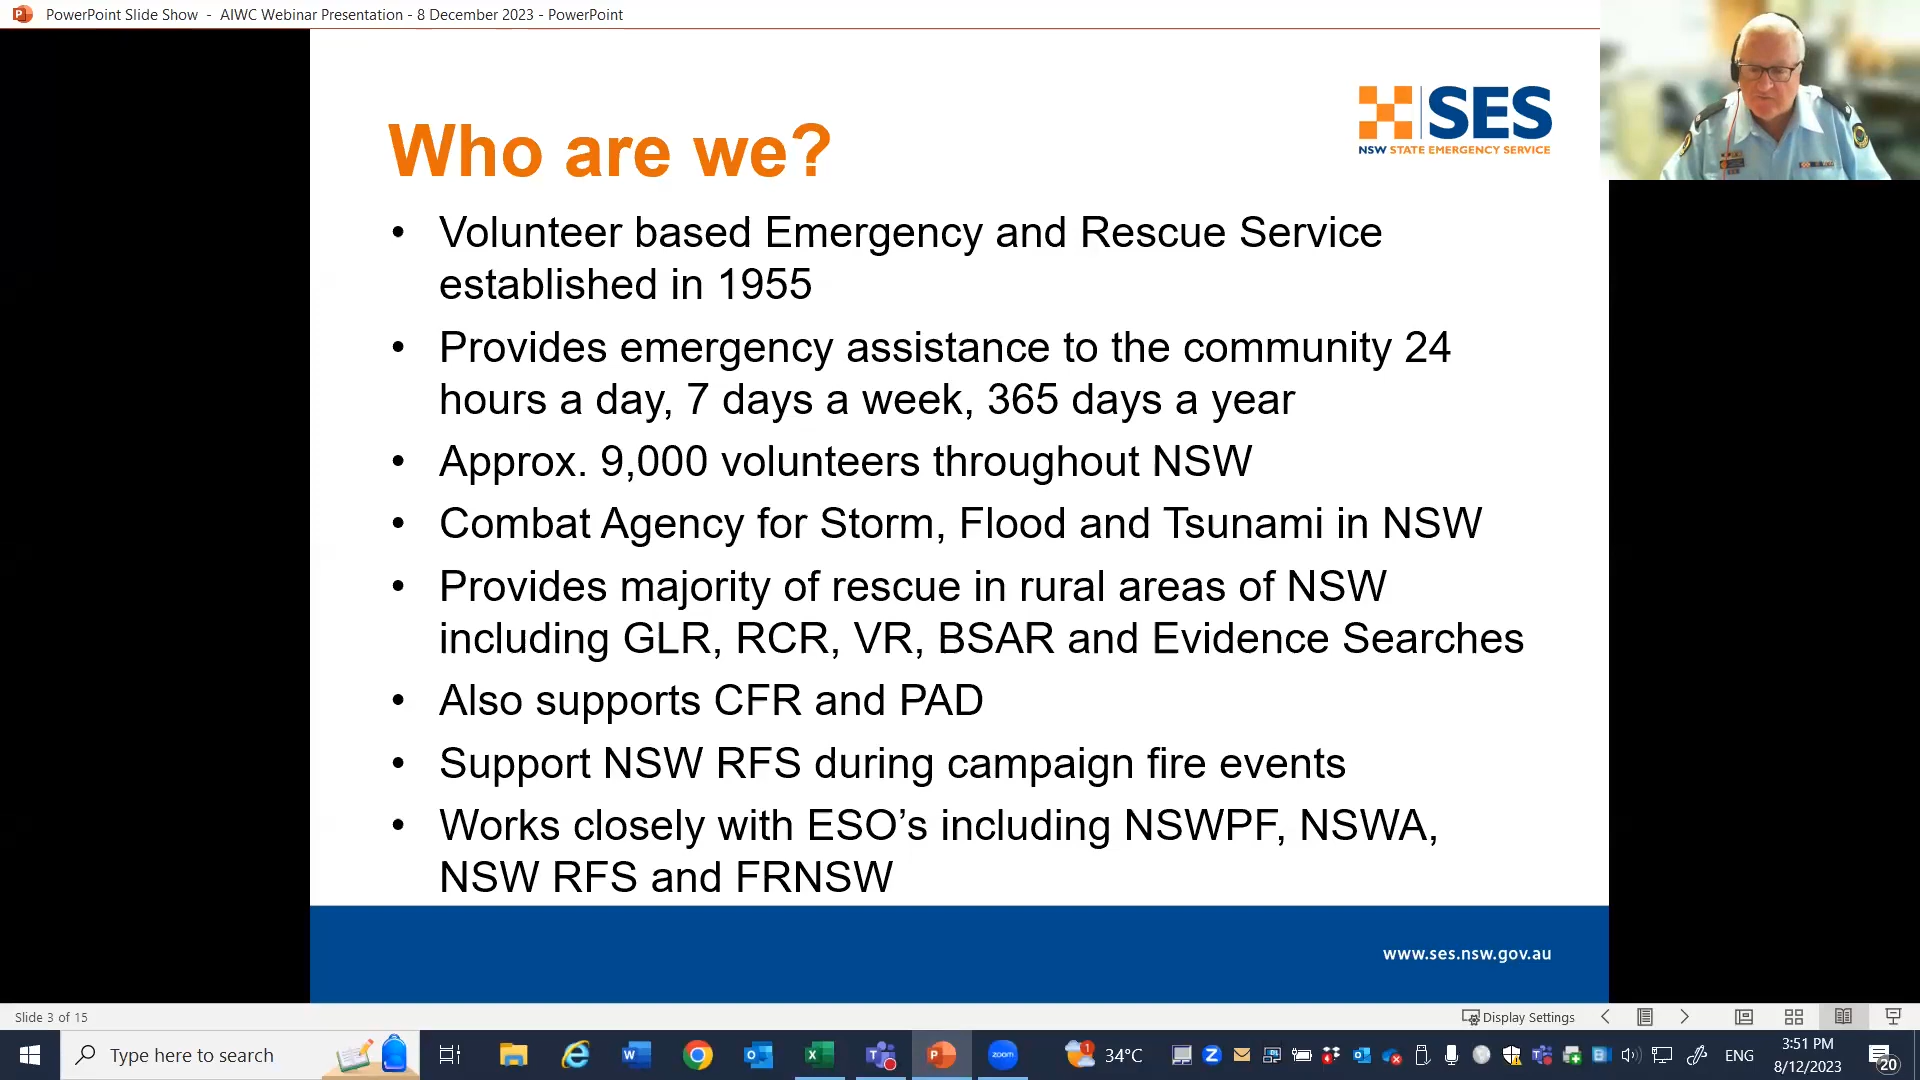 PowerPoint Slide Show - AIWC Webinar Presentation - 8 December 2023 - PowerPoint
SES
NSW STATE EMERGENCY SERVICE
Who are we?
• Volunteer based Emergency and Rescue Service
established in 1955
• Provides emergency assistance to the community 24
hours a day, 7 days a week, 365 days a year
• Approx. 9,000 volunteers throughout NSW
• Combat Agency for Storm, Flood and Tsunami in NSW
• Provides majority of rescue in rural areas of NSW
including GLR, RCR, VR, BSAR and Evidence Searches
• Also supports CFR and PAD
• Support NSW RFS during campaign fire events
• Works closely with ESO’s including NSWPF, NSWA,
NSW RFS and FRNSW
www.ses.nsw.gov.au
Slide 3 of 15
Display Settings
Type here to search
zoom
1
34°C
ENG
3:51 PM
8/12/2023
20